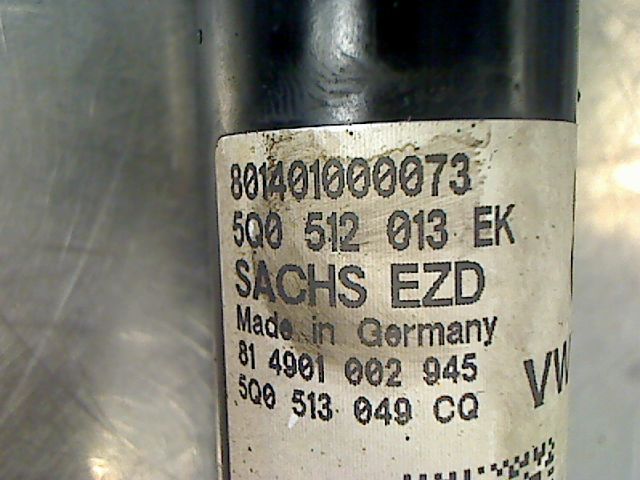 801401000073
5Q0 512 013 EK
SACHS EZD
Made in Germany
81 4901 002 945
5Q0 513 049 CQ
VW